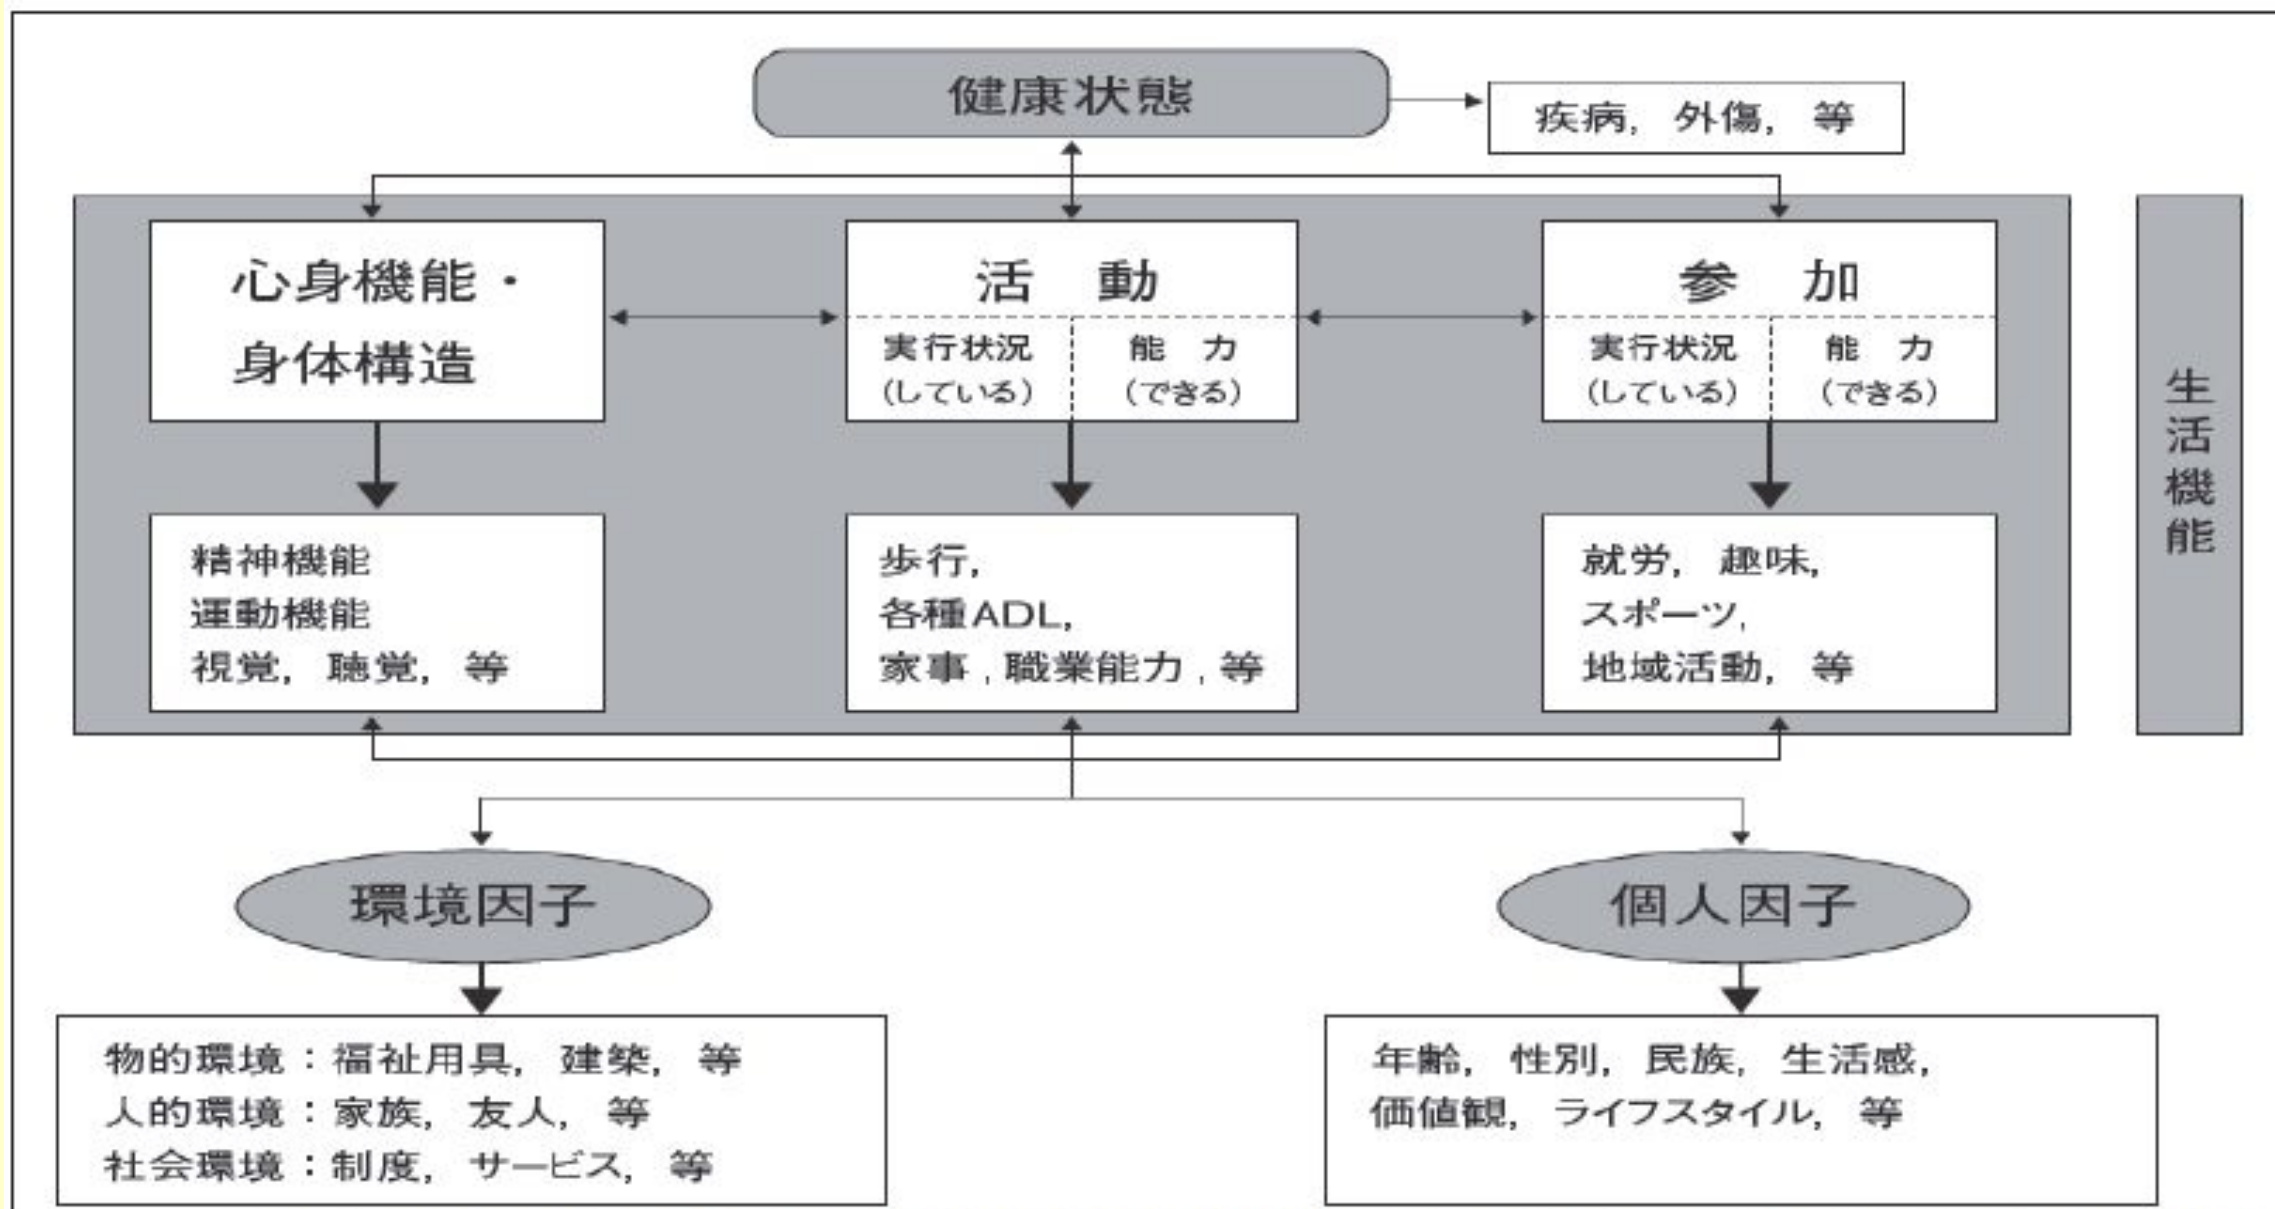 健康状態
疾病, 外傷, 等
心身機能・
身体構造
活 動
実行状況
(している)
能 力
(できる)
参 加
実行状況
(している)
能 力
(できる)
生活機能
精神機能
運動機能
視覚, 聴覚, 等
歩行,
各種ADL,
家事, 職業能力, 等
就労, 趣味,
スポーツ,
地域活動, 等
環境因子
個人因子
物的環境：福祉用具, 建築, 等
人的環境：家族, 友人, 等
社会環境：制度, サービス, 等
年齢, 性別, 民族, 生活感,
価値観, ライフスタイル, 等